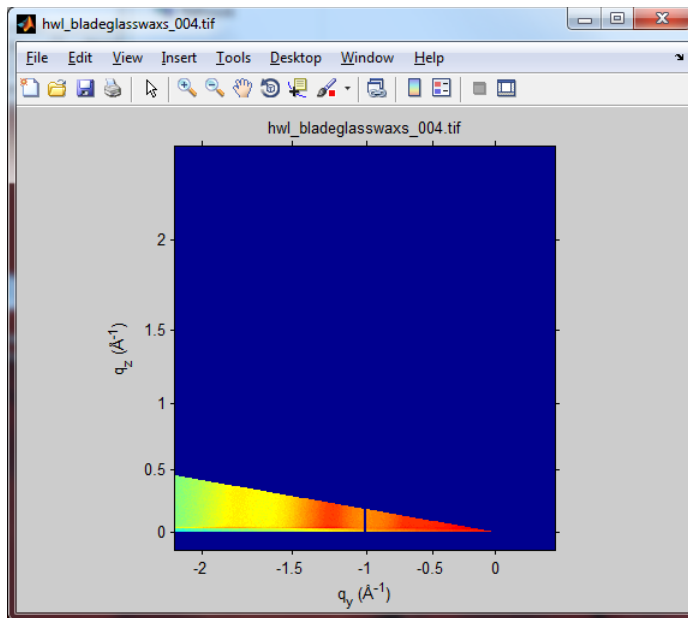 hwl_bladeglasswaxs_004.tif
File Edit View Insert Tools Desktop Window Help
hwl_bladeglasswaxs_004.tif
2
1.5
1
0.5
0
q_z (Å^-1)
-2 -1.5 -1 -0.5 0
q_y (Å^-1)